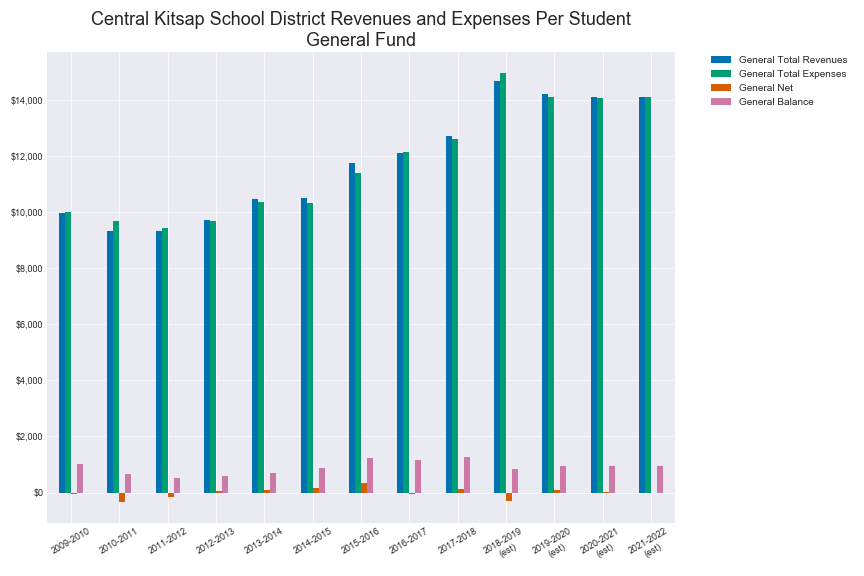 Central Kitsap School District Revenues and Expenses Per Student
General Fund
General Total Revenues
General Total Expenses
General Net
General Balance
$14,000
$12,000
$10,000
$8,000
$6,000
$4,000
$2,000
$0
2009-2010
2010-2011
2011-2012
2012-2013
2013-2014
2014-2015
2015-2016
2016-2017
2017-2018
2018-2019
(est)
2019-2020
(est)
2020-2021
(est)
2021-2022
(est)